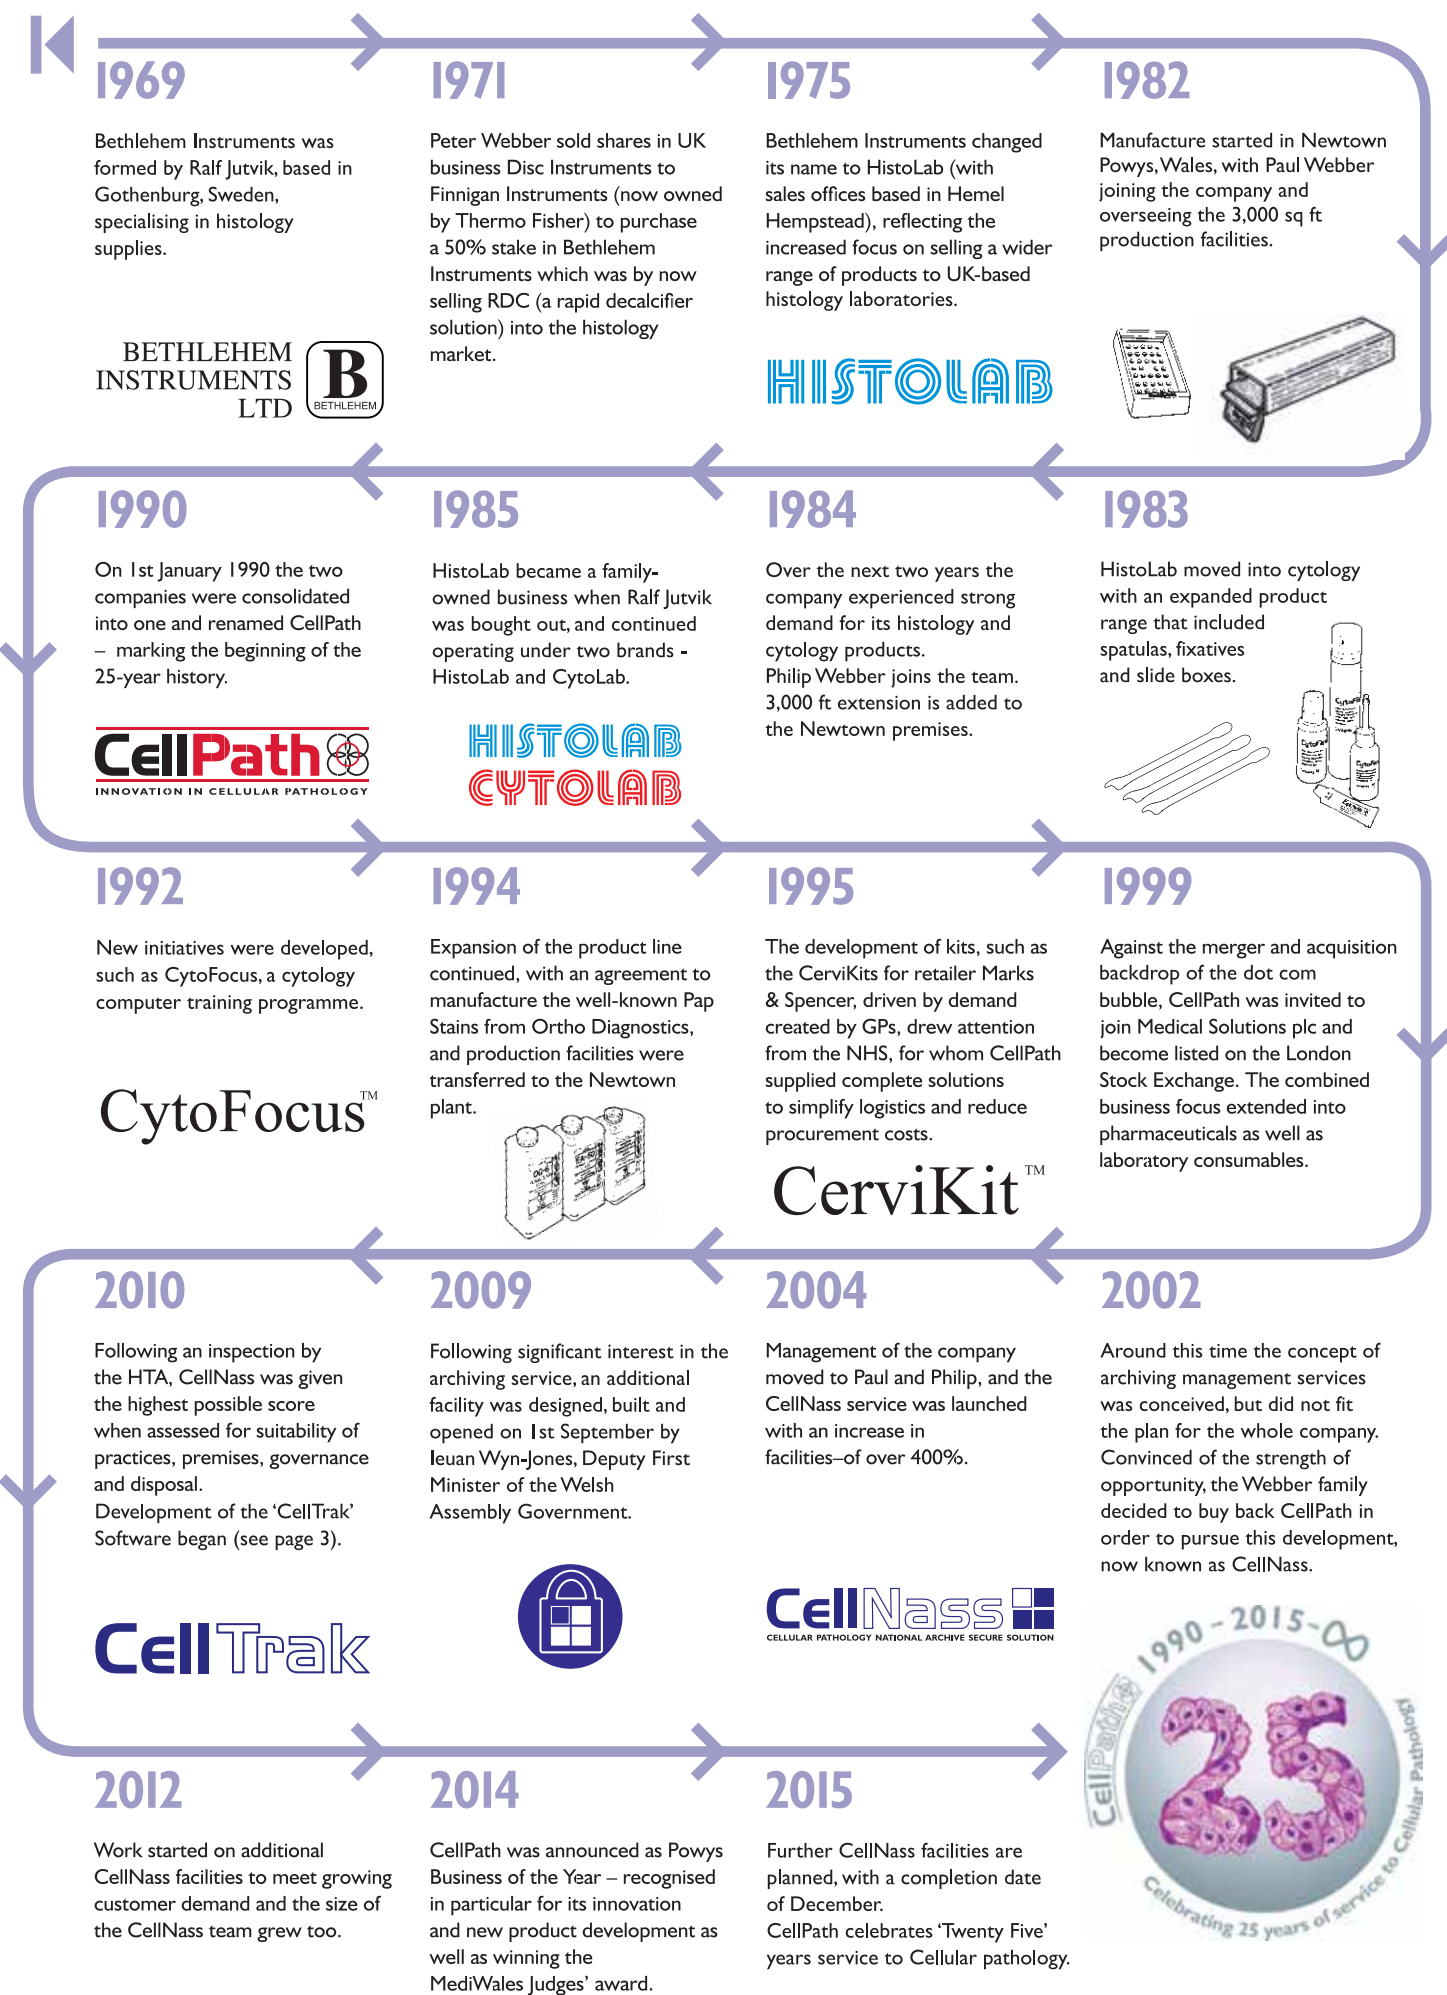 1969
Bethlehem Instruments was
formed by Ralf Jutvik, based in
Gothenburg, Sweden,
specialising in histology
supplies.
BETHLEHEM
INSTRUMENTS
LTD
B
BETHLEHEM
1971
Peter Webber sold shares in UK
business Disc Instruments to
Finnigan Instruments (now owned
by Thermo Fisher) to purchase
a 50% stake in Bethlehem
Instruments which was by now
selling RDC (a rapid decalcifier
solution) into the histology
market.
1975
Bethlehem Instruments changed
its name to HistoLab (with
sales offices based in Hemel
Hempstead), reflecting the
increased focus on selling a wider
range of products to UK-based
histology laboratories.
HISTOLAB
1982
Manufacture started in Newtown
Powys, Wales, with Paul Webber
joining the company and
overseeing the 3,000 sq ft
production facilities.
1983
HistoLab moved into cytology
with an expanded product
range that included
spatulas, fixatives
and slide boxes.
1984
Over the next two years the
company experienced strong
demand for its histology and
cytology products.
Philip Webber joins the team.
3,000 ft extension is added to
the Newtown premises.
1985
HistoLab became a family-
owned business when Ralf Jutvik
was bought out, and continued
operating under two brands -
HistoLab and CytoLab.
HISTOLAB
CYTOLAB
1990
On 1st January 1990 the two
companies were consolidated
into one and renamed CellPath
– marking the beginning of the
25-year history.
CellPath
INNOVATION IN CELLULAR PATHOLOGY
1992
New initiatives were developed,
such as CytoFocus, a cytology
computer training programme.
CytoFocus™
1994
Expansion of the product line
continued, with an agreement to
manufacture the well-known Pap
Stains from Ortho Diagnostics,
and production facilities were
transferred to the Newtown
plant.
1995
The development of kits, such as
the CerviKits for retailer Marks
& Spencer, driven by demand
created by GPs, drew attention
from the NHS, for whom CellPath
supplied complete solutions
to simplify logistics and reduce
procurement costs.
CerviKit™
1999
Against the merger and acquisition
backdrop of the dot com
bubble, CellPath was invited to
join Medical Solutions plc and
become listed on the London
Stock Exchange. The combined
business focus extended into
pharmaceuticals as well as
laboratory consumables.
2002
Around this time the concept of
archiving management services
was conceived, but did not fit
the plan for the whole company.
Convinced of the strength of
opportunity, the Webber family
decided to buy back CellPath in
order to pursue this development,
now known as CellNass.
2004
Management of the company
moved to Paul and Philip, and the
CellNass service was launched
with an increase in
facilities–of over 400%.
CellNass
CELLULAR PATHOLOGY NATIONAL ARCHIVE SECURE SOLUTION
2009
Following significant interest in the
archiving service, an additional
facility was designed, built and
opened on 1st September by
Ieuan Wyn-Jones, Deputy First
Minister of the Welsh
Assembly Government.
2010
Following an inspection by
the HTA, CellNass was given
the highest possible score
when assessed for suitability of
practices, premises, governance
and disposal.
Development of the ‘CellTrak’
Software began (see page 3).
CellTrak
2012
Work started on additional
CellNass facilities to meet growing
customer demand and the size of
the CellNass team grew too.
2014
CellPath was announced as Powys
Business of the Year – recognised
in particular for its innovation
and new product development as
well as winning the
MediWales Judges’ award.
2015
Further CellNass facilities are
planned, with a completion date
of December.
CellPath celebrates ‘Twenty Five’
years service to Cellular pathology.
CellPath 1990 - 2015-∞
25
Celebrating 25 years of service to Cellular Pathology